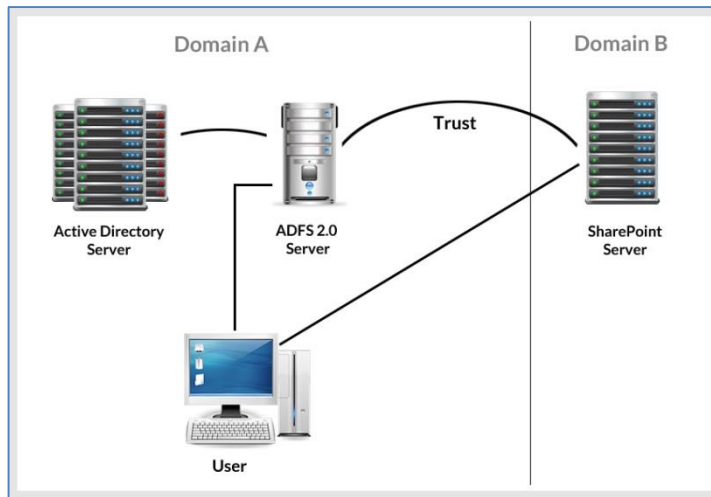 Domain A
Domain B
Trust
Active Directory
Server
ADFS 2.0
Server
SharePoint
Server
User